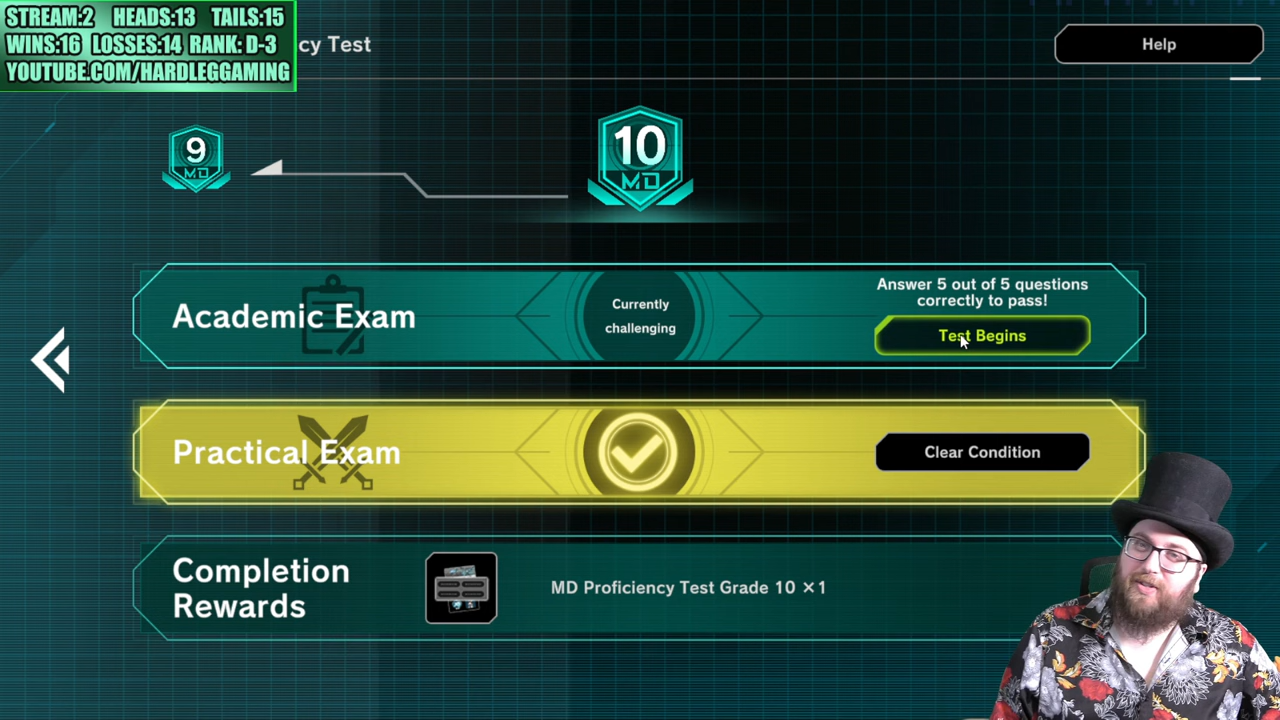 STREAM:2 HEADS:13 TAILS:15
WINS:16 LOSSES:14 RANK: D-3
YOUTUBE.COM/HARDLEGGAMING
cy Test
Help
9
MD
10
MD
Academic Exam
Currently
challenging
Answer 5 out of 5 questions
correctly to pass!
Test Begins
Practical Exam
Clear Condition
Completion
Rewards
MD Proficiency Test Grade 10 ×1